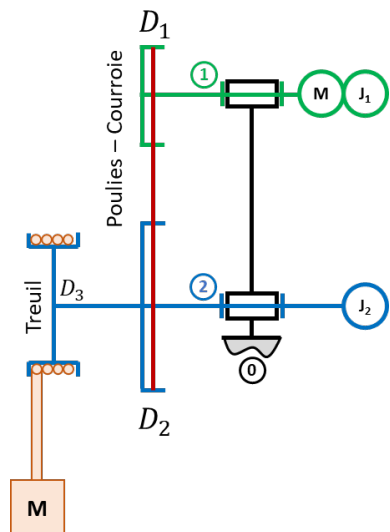 D₁
1
M
J₁
Poulies – Courroie
Treuil
D₃
2
J₂
0
D₂
M